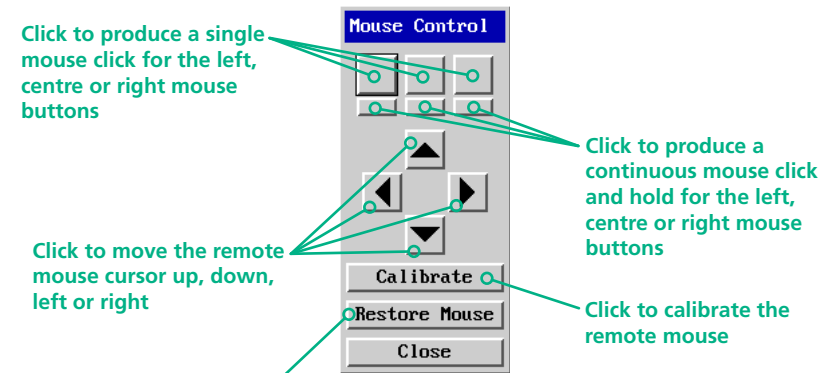 Mouse Control
Click to produce a single
mouse click for the left,
centre or right mouse
buttons
Click to produce a
continuous mouse click
and hold for the left,
centre or right mouse
buttons
Click to move the remote
mouse cursor up, down,
left or right
Calibrate
Click to calibrate the
remote mouse
Restore Mouse
Close